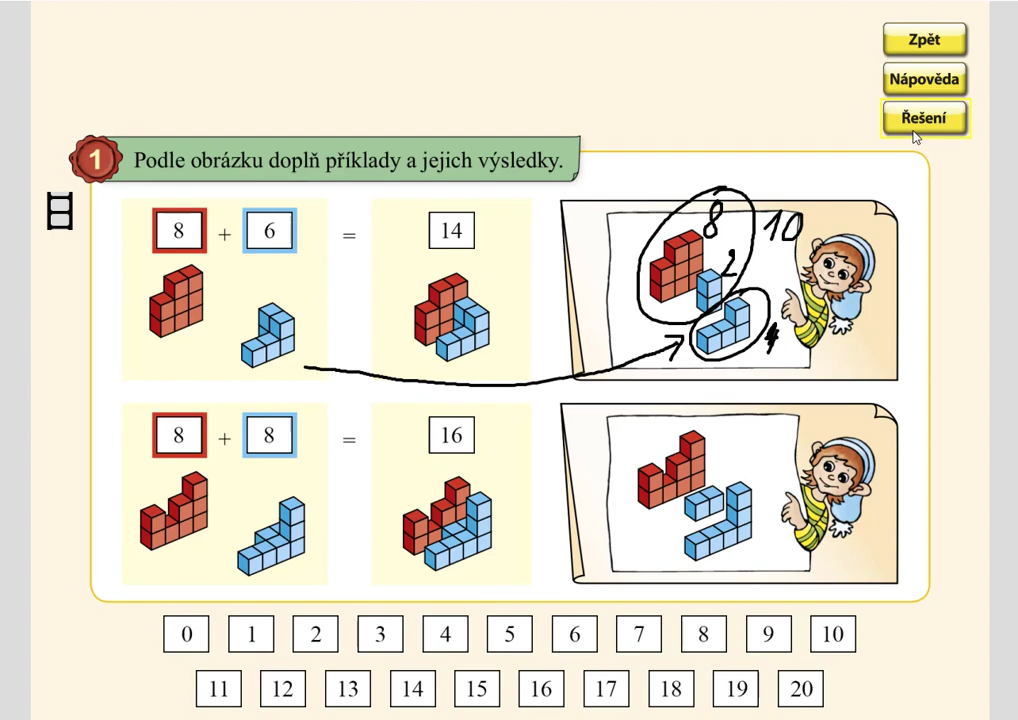 Zpět
Nápověda
Řešení
1 Podle obrázku doplň příklady a jejich výsledky.
8 + 6 = 14
8 10
2
4
8 + 8 = 16
0 1 2 3 4 5 6 7 8 9 10
11 12 13 14 15 16 17 18 19 20